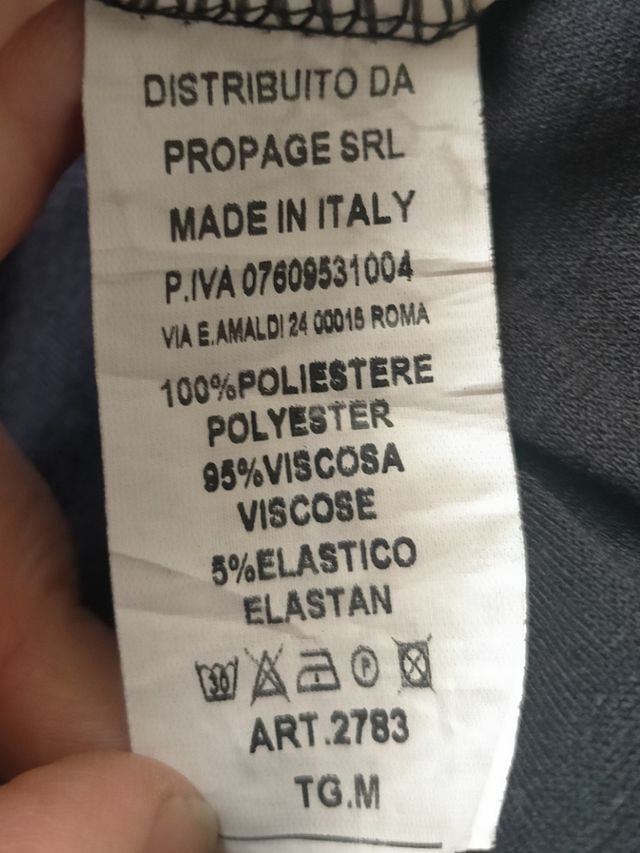 DISTRIBUITO DA
PROPAGE SRL
MADE IN ITALY
P.IVA 07609531004
VIA E.AMALDI 24 00015 ROMA
100%POLIESTERE
POLYESTER
95%VISCOSA
VISCOSE
5%ELASTICO
ELASTAN
30 P
ART.2783
TG.M